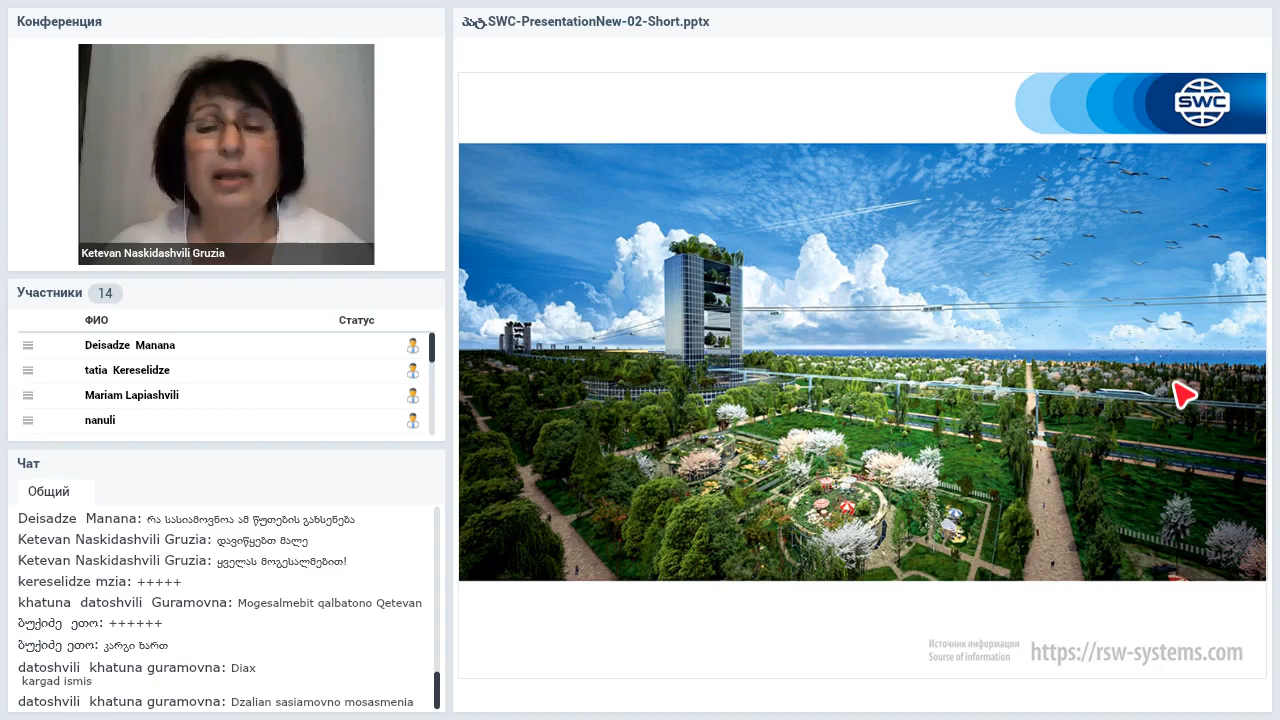 Конференция
Ketevan Naskidashvili Gruzia
Участники 14
ФИО Статус
Deisadze Manana
tatia Kereselidze
Mariam Lapiashvili
nanuli
Чат
Общий
Deisadze Manana: რა სასიამოვნოა ამ წუთების გახსენება
Ketevan Naskidashvili Gruzia: დავიწყებთ მალე
Ketevan Naskidashvili Gruzia: ყველას მოგესალმებით!
kereselidze mzia: +++++
khatuna datoshvili Guramovna: Mogesalmebit qalbatono Qetevan
ბუქიძე ეთო: ++++++
ბუქიძე ეთო: კარგი ხართ
datoshvili khatuna guramovna: Diax
kargad ismis
datoshvili khatuna guramovna: Dzalian sasiamovno mosasmenia
SWC-PresentationNew-02-Short.pptx
SWC
Источник информации
Sourse of information
https://rsw-systems.com